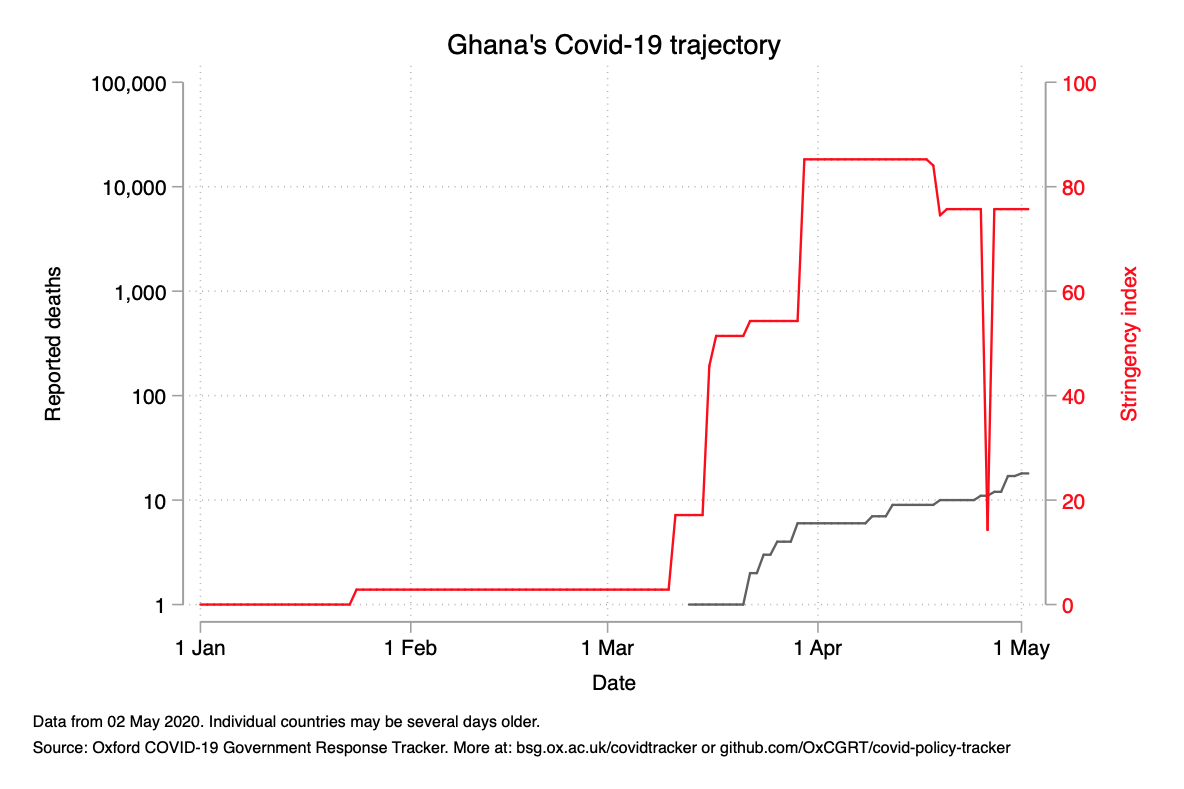 Ghana's Covid-19 trajectory
100,000
10,000
1,000
100
10
1
Reported deaths
100
80
60
40
20
0
Stringency index
1 Jan
1 Feb
1 Mar
1 Apr
1 May
Date
Data from 02 May 2020. Individual countries may be several days older.
Source: Oxford COVID-19 Government Response Tracker. More at: bsg.ox.ac.uk/covidtracker or github.com/OxCGRT/covid-policy-tracker